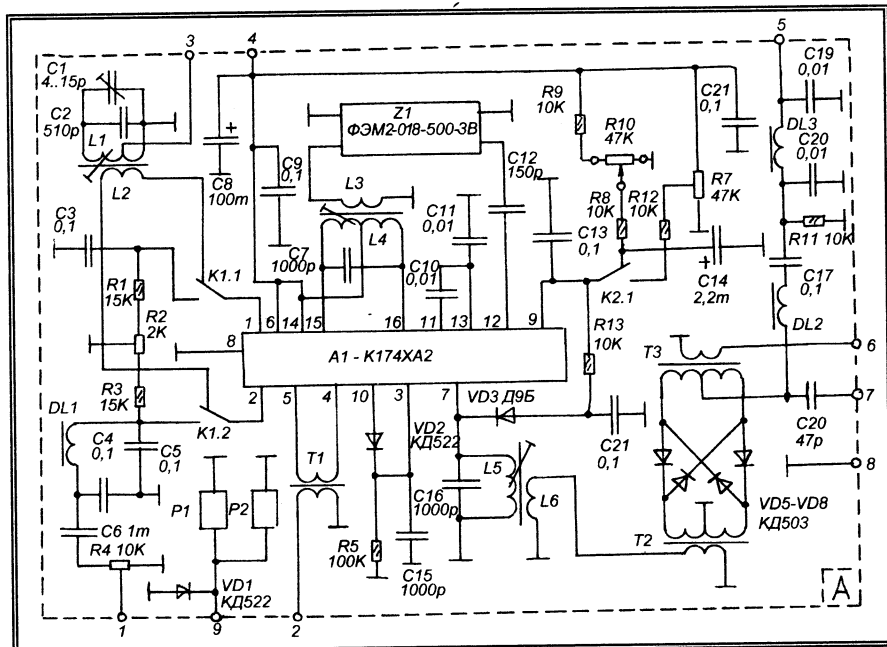 3
4
5
C1
4..15p
C2
510p
L1
L2
C8
100m
+
C9
0,1
Z1
ФЭМ2-018-500-3В
L3
L4
C7
1000p
C12
150p
C11
0,01
C10
0,01
R9
10K
R10
47K
R8
10K
R12
10K
R7
47K
C21
0,1
C19
0,01
DL3
C20
0,01
R11 10K
C13
0,1
K2.1
+
C14
2,2m
C17
0,1
DL2
C3
0,1
R1
15K
R2
2K
R3
15K
K1.1
K1.2
1
6
14
15
16
11
13
12
9
8
A1 - К174ХА2
2
5
4
10
3
7
R13
10K
T3
6
7
8
C20
47p
DL1
C4
0,1
C5
0,1
C6 1m
R4 10K
P1
P2
VD1
КД522
T1
VD2
КД522
VD3 Д9Б
C21
0,1
R5
100K
C15
1000p
C16
1000p
L5
L6
T2
VD5-VD8
КД503
A
1
9
2